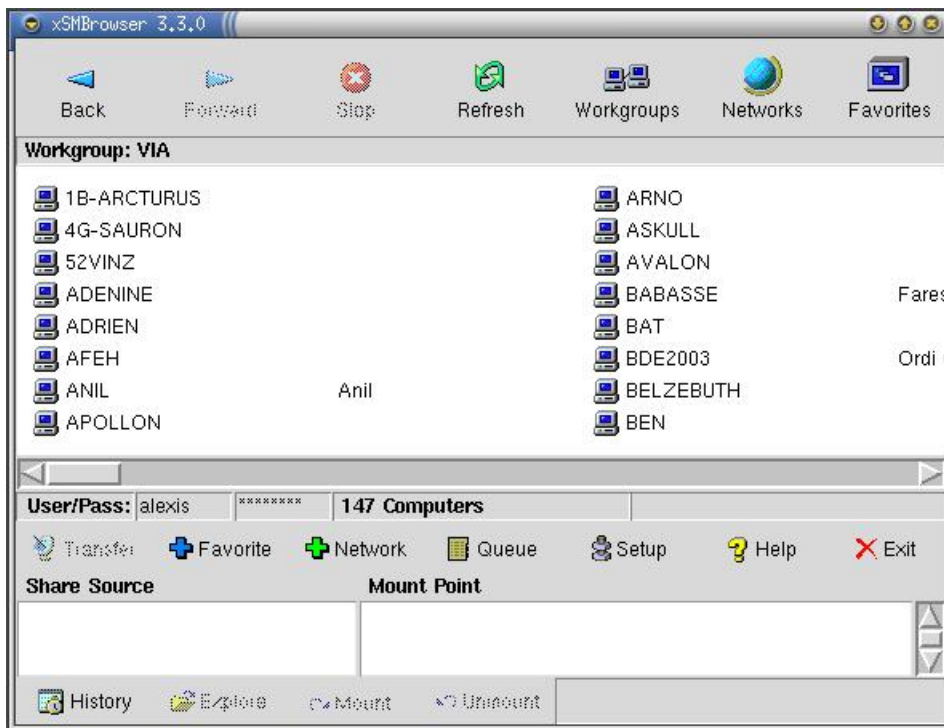 xSMBrowser 3.3.0
Back Forward Stop Refresh Workgroups Networks Favorites
Workgroup: VIA
1B-ARCTURUS ARNO
4G-SAURON ASKULL
52VINZ AVALON
ADENINE BABASSE Fares
ADRIEN BAT
AFEH BDE2003 Ordi
ANIL Anil BELZEBUTH
APOLLON BEN
User/Pass: alexis ******** 147 Computers
Transfer Favorite Network Queue Setup Help Exit
Share Source Mount Point
History Explore Mount Unmount